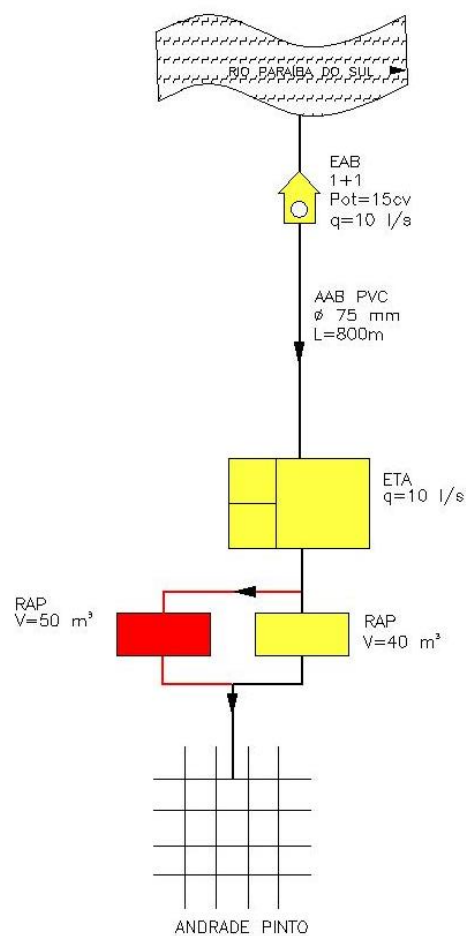 RIO PARAÍBA DO SUL
EAB
1+1
Pot=15cv
q=10 l/s
AAB PVC
ø 75 mm
L=800m
ETA
q=10 l/s
RAP
V=50 m³
RAP
V=40 m³
ANDRADE PINTO